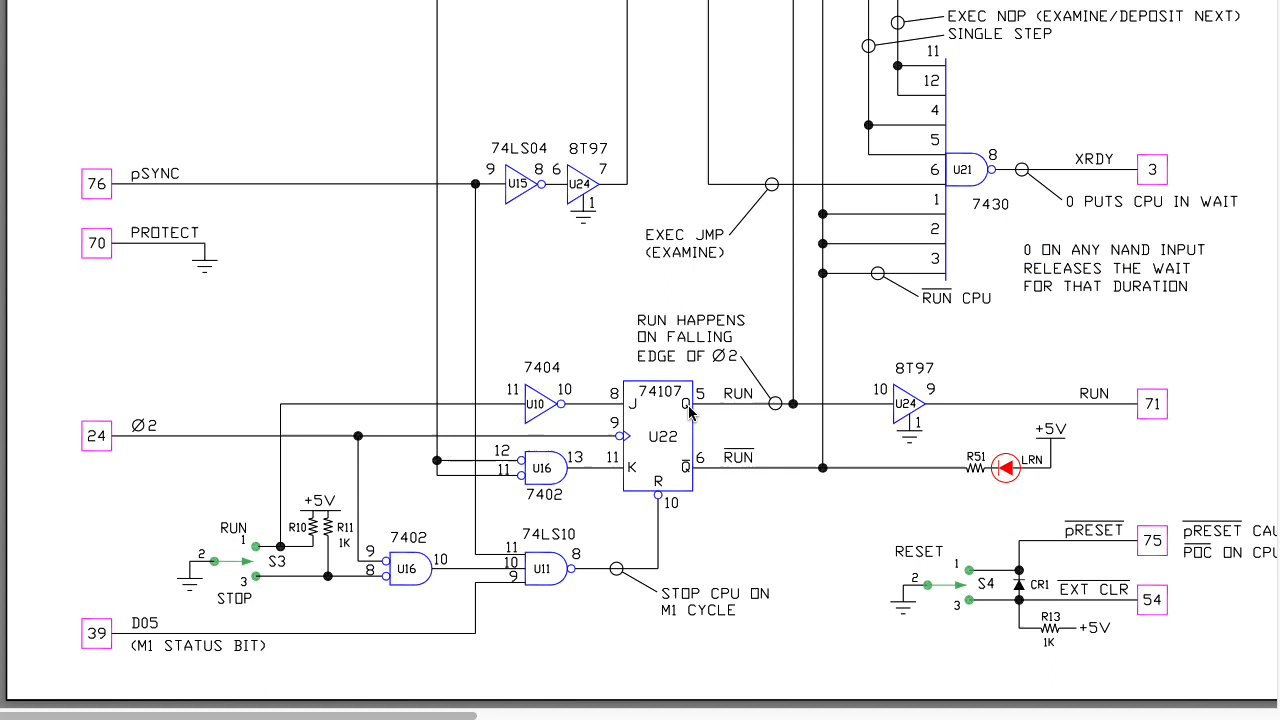 EXEC NOP (EXAMINE/DEPOSIT NEXT)
SINGLE STEP
11
12
4
5
6
1
2
3
U21
8
7430
XRDY
3
0 PUTS CPU IN WAIT
0 ON ANY NAND INPUT
RELEASES THE WAIT
FOR THAT DURATION
RUN CPU
76
pSYNC
74LS04
9
U15
8
6
8T97
U24
7
1
70
PROTECT
EXEC JMP
(EXAMINE)
RUN HAPPENS
ON FALLING
EDGE OF Ø2
7404
11
U10
10
8
J
74107
Q
5
RUN
8T97
10
U24
9
1
RUN
71
24
Ø2
9
U22
12
11
U16
13
7402
11
K
Q
6
RUN
R
10
R51
LRN
+5V
+5V
R10
R11
1K
RUN
1
2
S3
3
STOP
7402
9
8
U16
10
74LS10
11
10
9
U11
8
STOP CPU ON
M1 CYCLE
39
D05
(M1 STATUS BIT)
RESET
1
2
S4
3
CR1
pRESET
75
pRESET CAU
POC ON CPU
EXT CLR
54
R13
1K
+5V